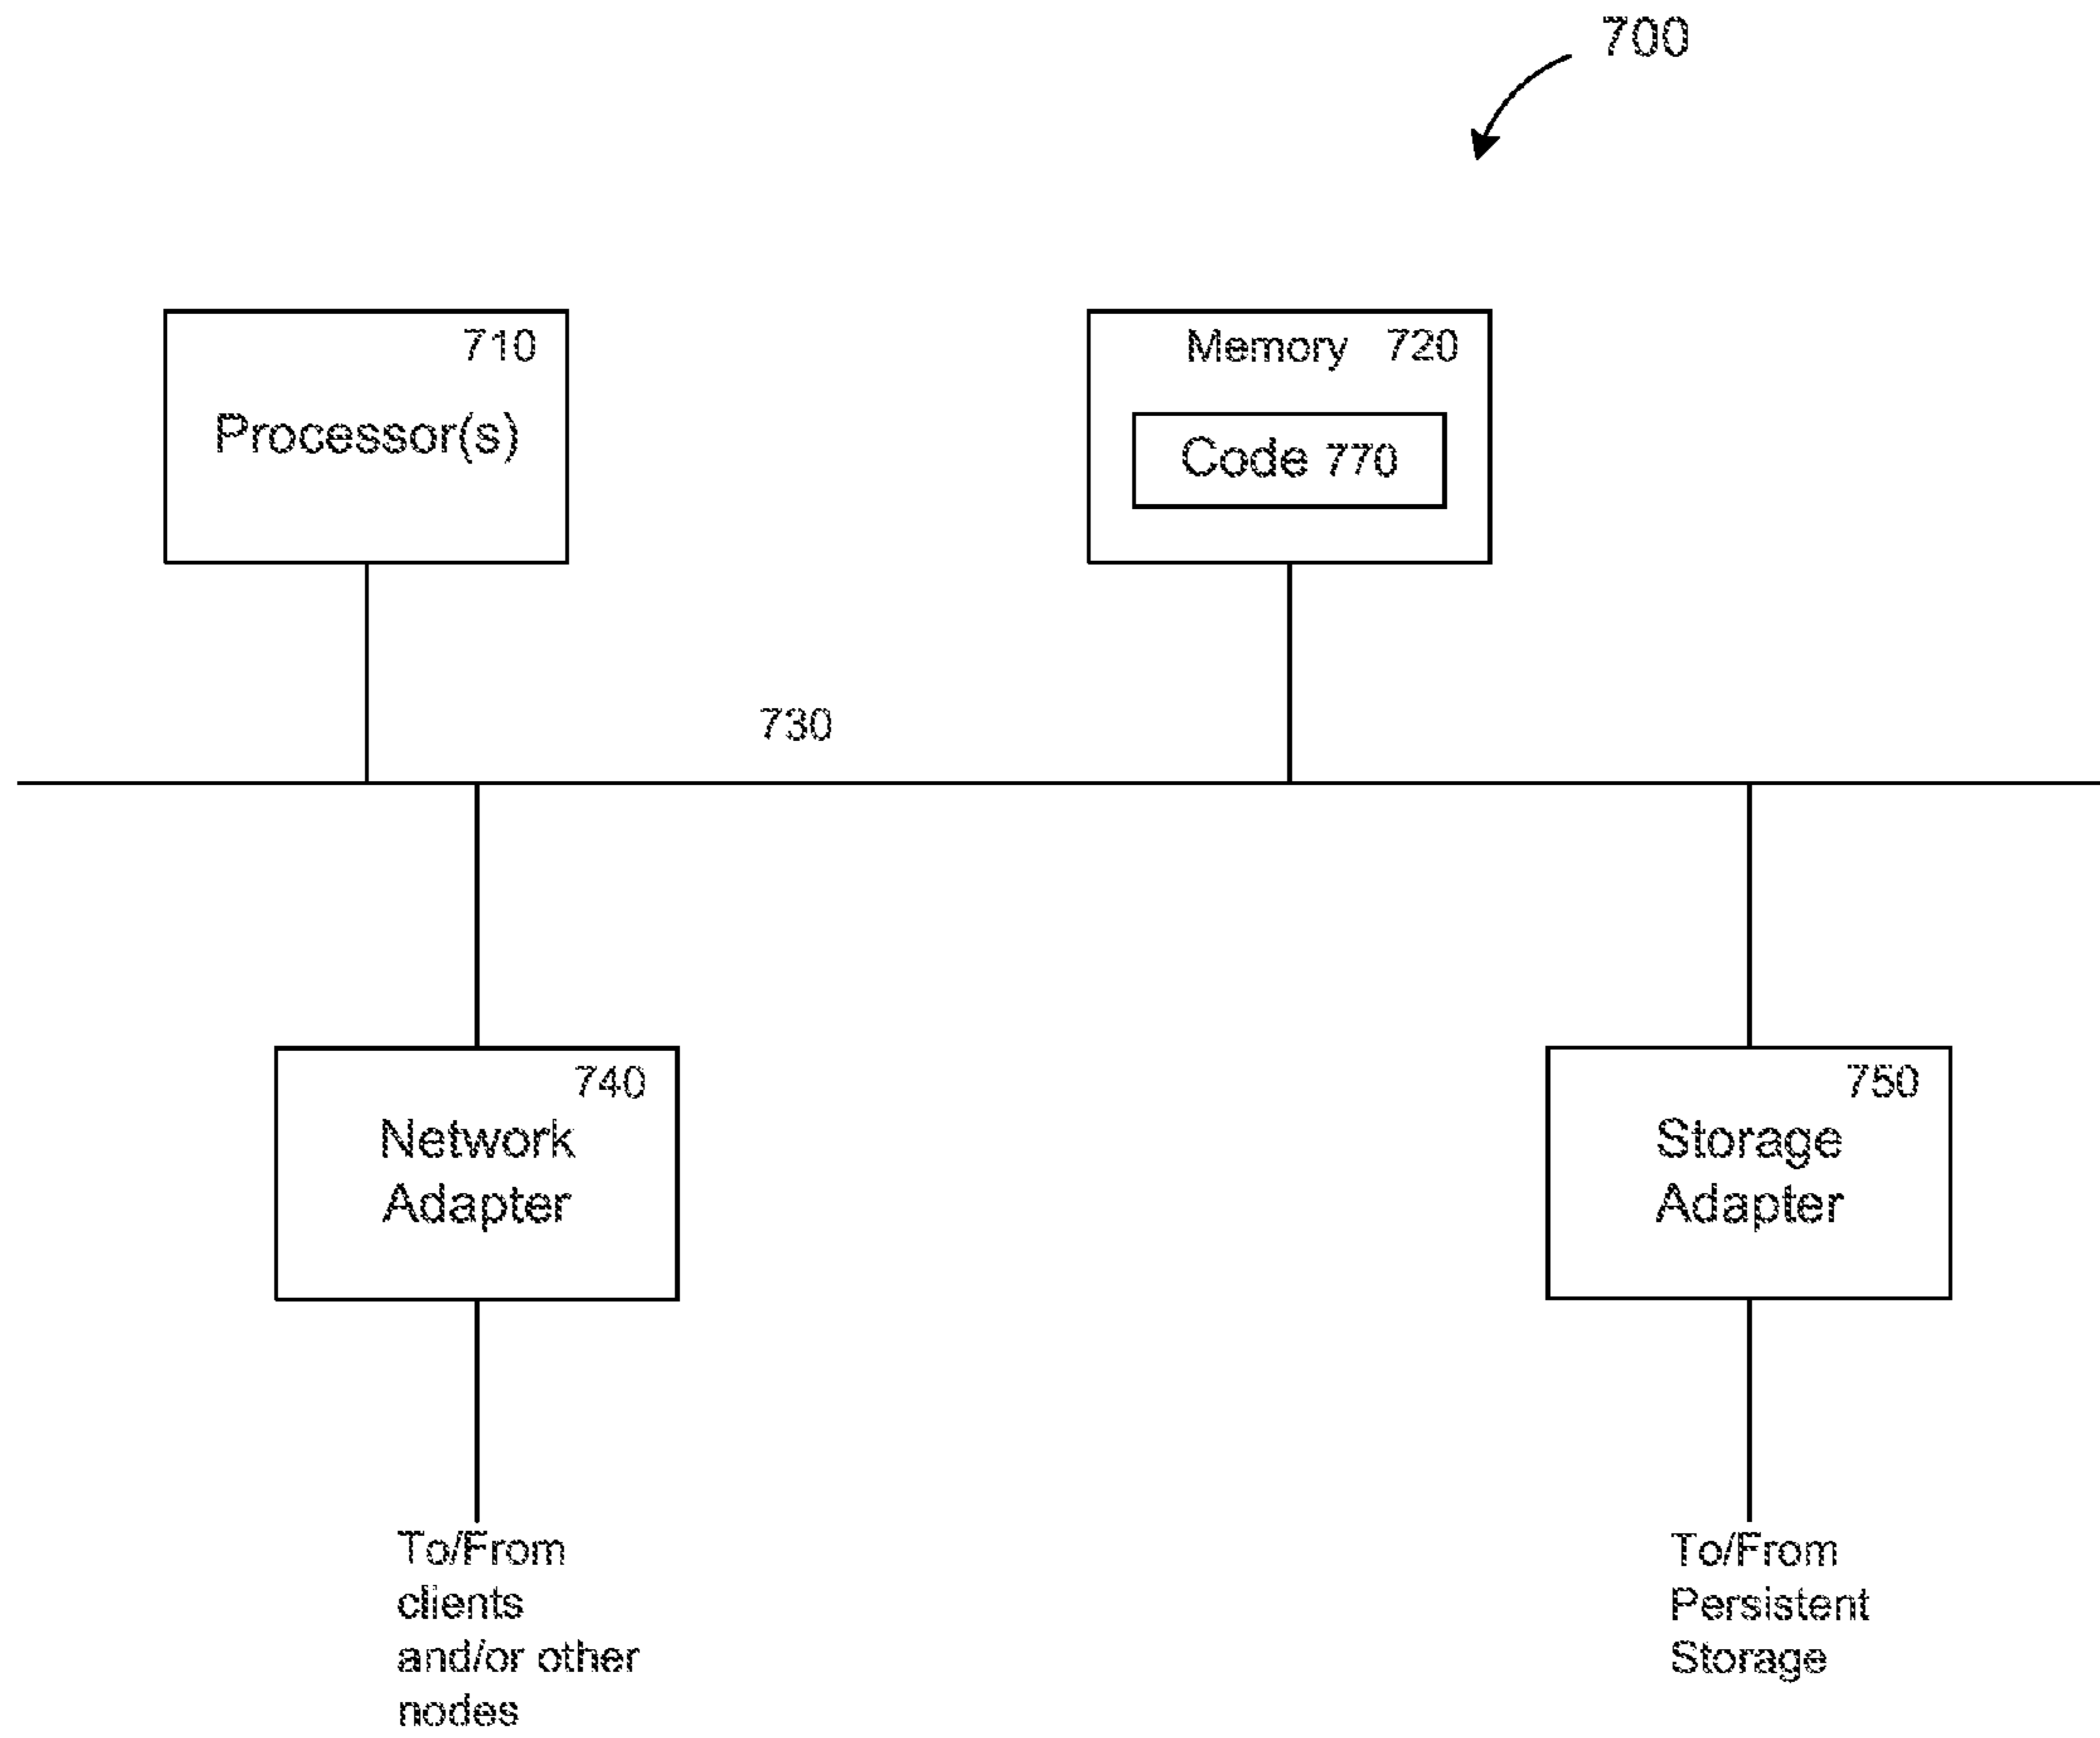 700
710
Processor(s)
Memory 720
Code 770
730
740
Network
Adapter
750
Storage
Adapter
To/From
clients
and/or other
nodes
To/From
Persistent
Storage